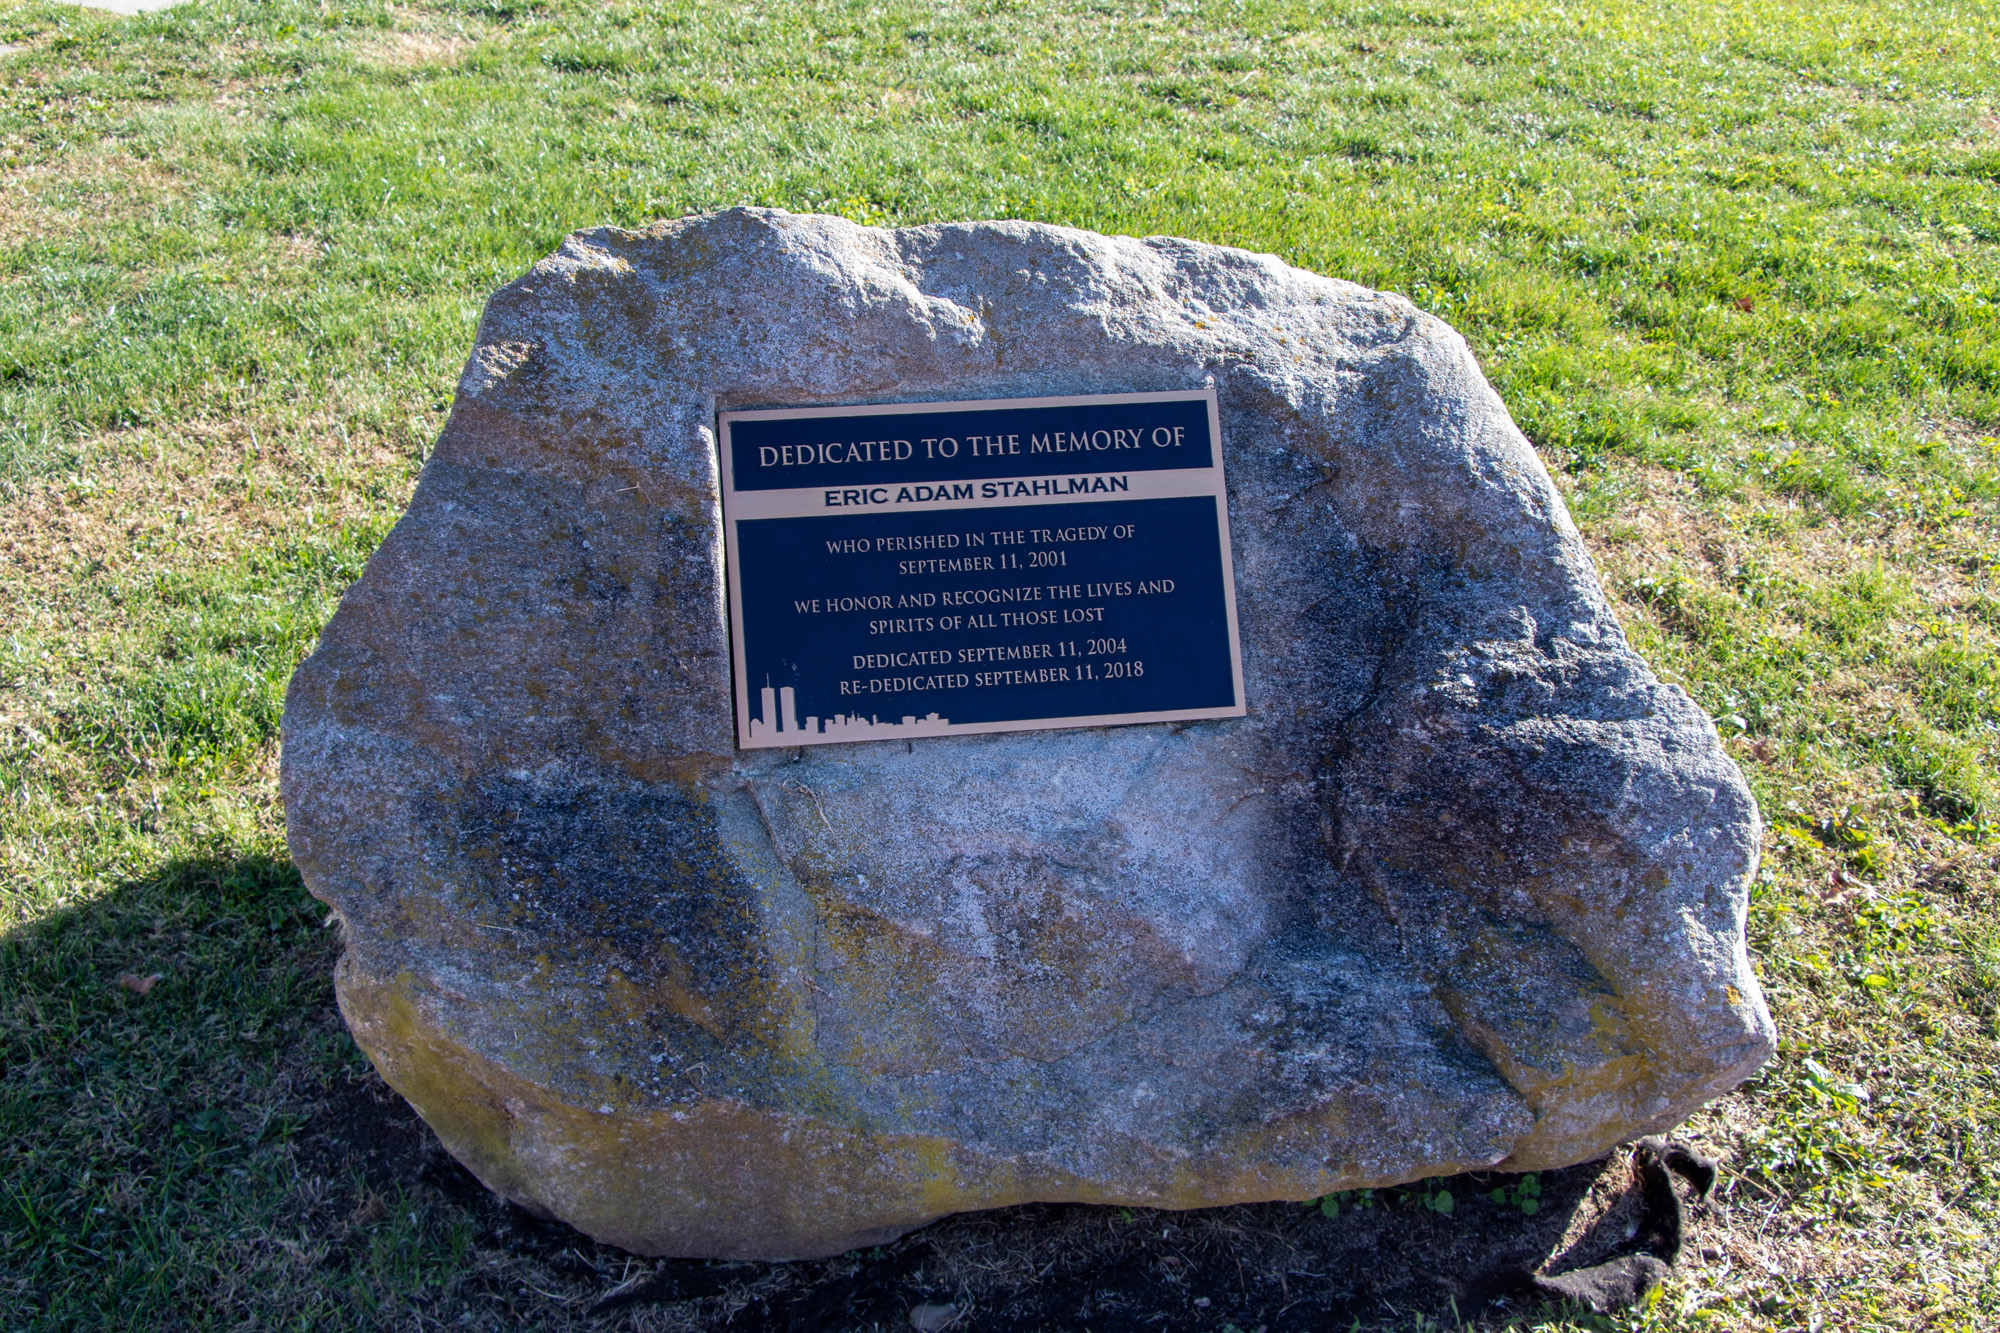 DEDICATED TO THE MEMORY OF
ERIC ADAM STAHLMAN
WHO PERISHED IN THE TRAGEDY OF
SEPTEMBER 11, 2001
WE HONOR AND RECOGNIZE THE LIVES AND
SPIRITS OF ALL THOSE LOST
DEDICATED SEPTEMBER 11, 2004
RE-DEDICATED SEPTEMBER 11, 2018